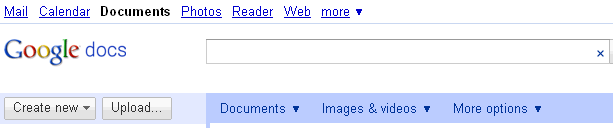 Mail Calendar Documents Photos Reader Web more ▼
Google docs
×
Create new ▼ Upload... Documents ▼ Images & videos ▼ More options ▼